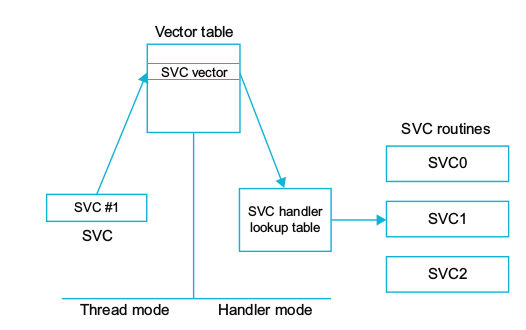 Vector table
SVC vector
SVC routines
SVC0
SVC #1
SVC
SVC handler
lookup table
SVC1
SVC2
Thread mode
Handler mode